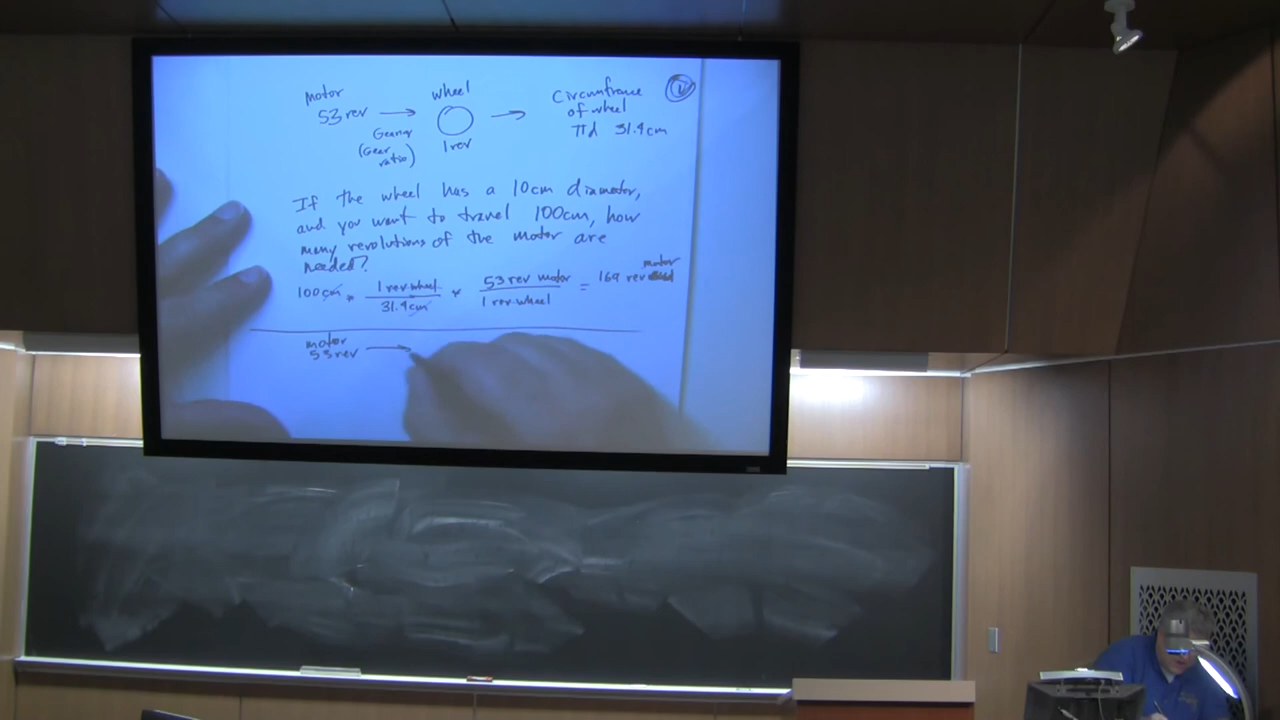 Motor
53 rev
wheel
Gearing
(Gear
ratio)
1 rev
Circumfrance
of wheel
πd 31.4cm
1
If the wheel has a 10cm diameter,
and you want to travel 100cm, how
many revolutions of the motor are
needed?
100cm * 1 rev wheel / 31.4cm * 53 rev motor / 1 rev wheel = 169 rev motor
motor
53 rev